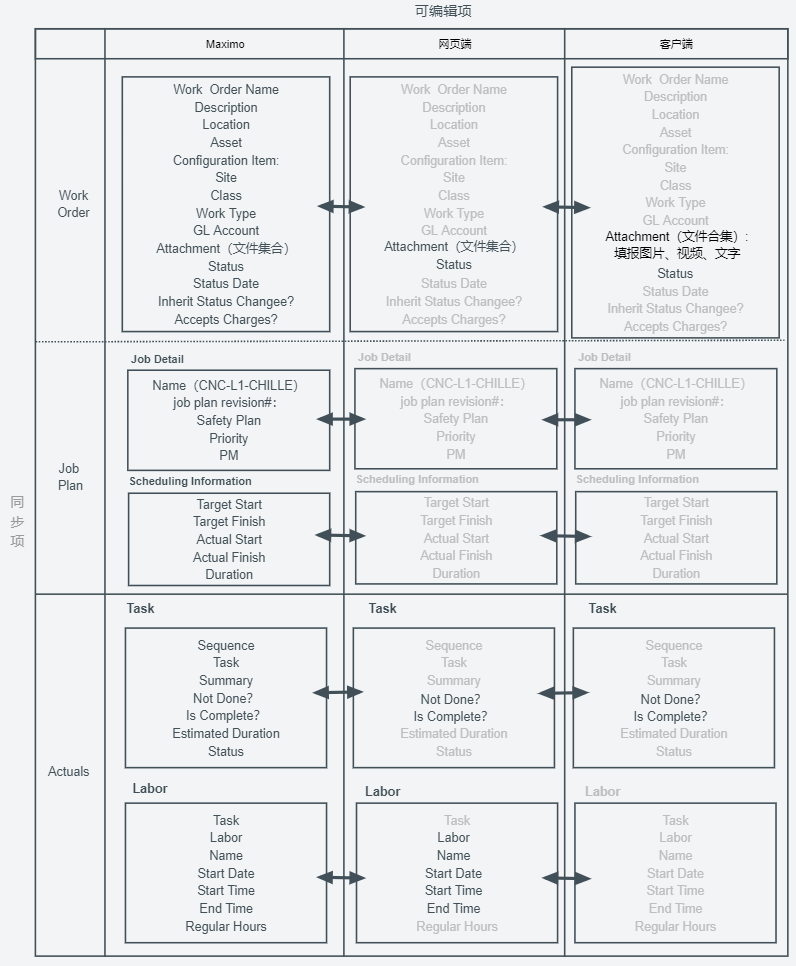 可编辑项
Maximo
网页端
客户端
Work
Order
Work Order Name
Description
Location
Asset
Configuration Item:
Site
Class
Work Type
GL Account
Attachment（文件集合）
Status
Status Date
Inherit Status Changee?
Accepts Charges?
Work Order Name
Description
Location
Asset
Configuration Item:
Site
Class
Work Type
GL Account
Attachment（文件集合）
Status
Status Date
Inherit Status Changee?
Accepts Charges?
Work Order Name
Description
Location
Asset
Configuration Item:
Site
Class
Work Type
GL Account
Attachment（文件合集）:
填报图片、视频、文字
Status
Status Date
Inherit Status Changee?
Accepts Charges?
同
步
项
Job
Plan
Job Detail
Name（CNC-L1-CHILLE）
job plan revision#:
Safety Plan
Priority
PM
Job Detail
Name（CNC-L1-CHILLE）
job plan revision#:
Safety Plan
Priority
PM
Job Detail
Name（CNC-L1-CHILLE）
job plan revision#:
Safety Plan
Priority
PM
Scheduling Information
Target Start
Target Finish
Actual Start
Actual Finish
Duration
Scheduling Information
Target Start
Target Finish
Actual Start
Actual Finish
Duration
Scheduling Information
Target Start
Target Finish
Actual Start
Actual Finish
Duration
Actuals
Task
Sequence
Task
Summary
Not Done？
Is Complete？
Estimated Duration
Status
Task
Sequence
Task
Summary
Not Done？
Is Complete？
Estimated Duration
Status
Task
Sequence
Task
Summary
Not Done？
Is Complete？
Estimated Duration
Status
Labor
Task
Labor
Name
Start Date
Start Time
End Time
Regular Hours
Labor
Task
Labor
Name
Start Date
Start Time
End Time
Regular Hours
Labor
Task
Labor
Name
Start Date
Start Time
End Time
Regular Hours